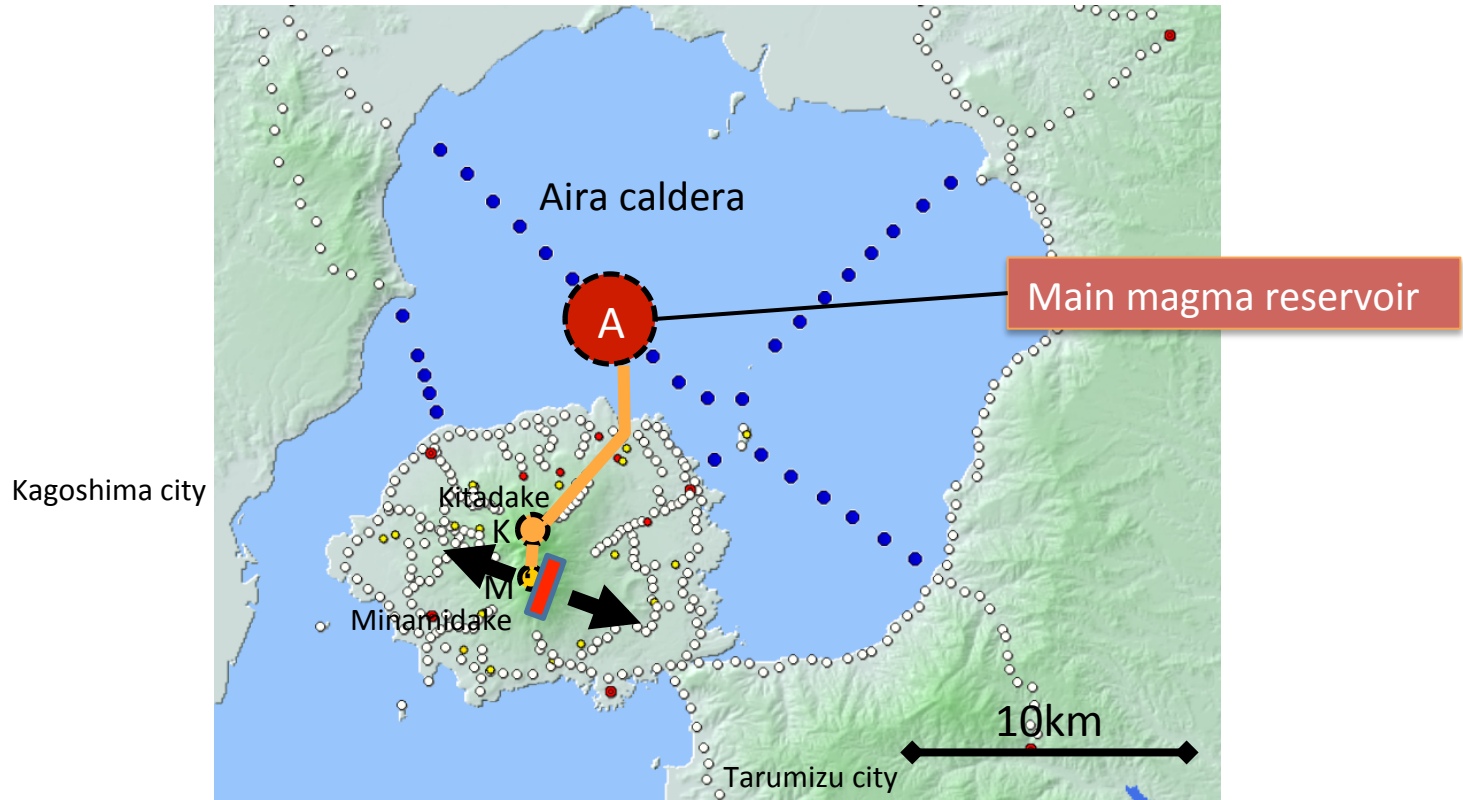 Aira caldera
A
Main magma reservoir
Kagoshima city
Kitadake
K
M
Minamidake
10km
Tarumizu city